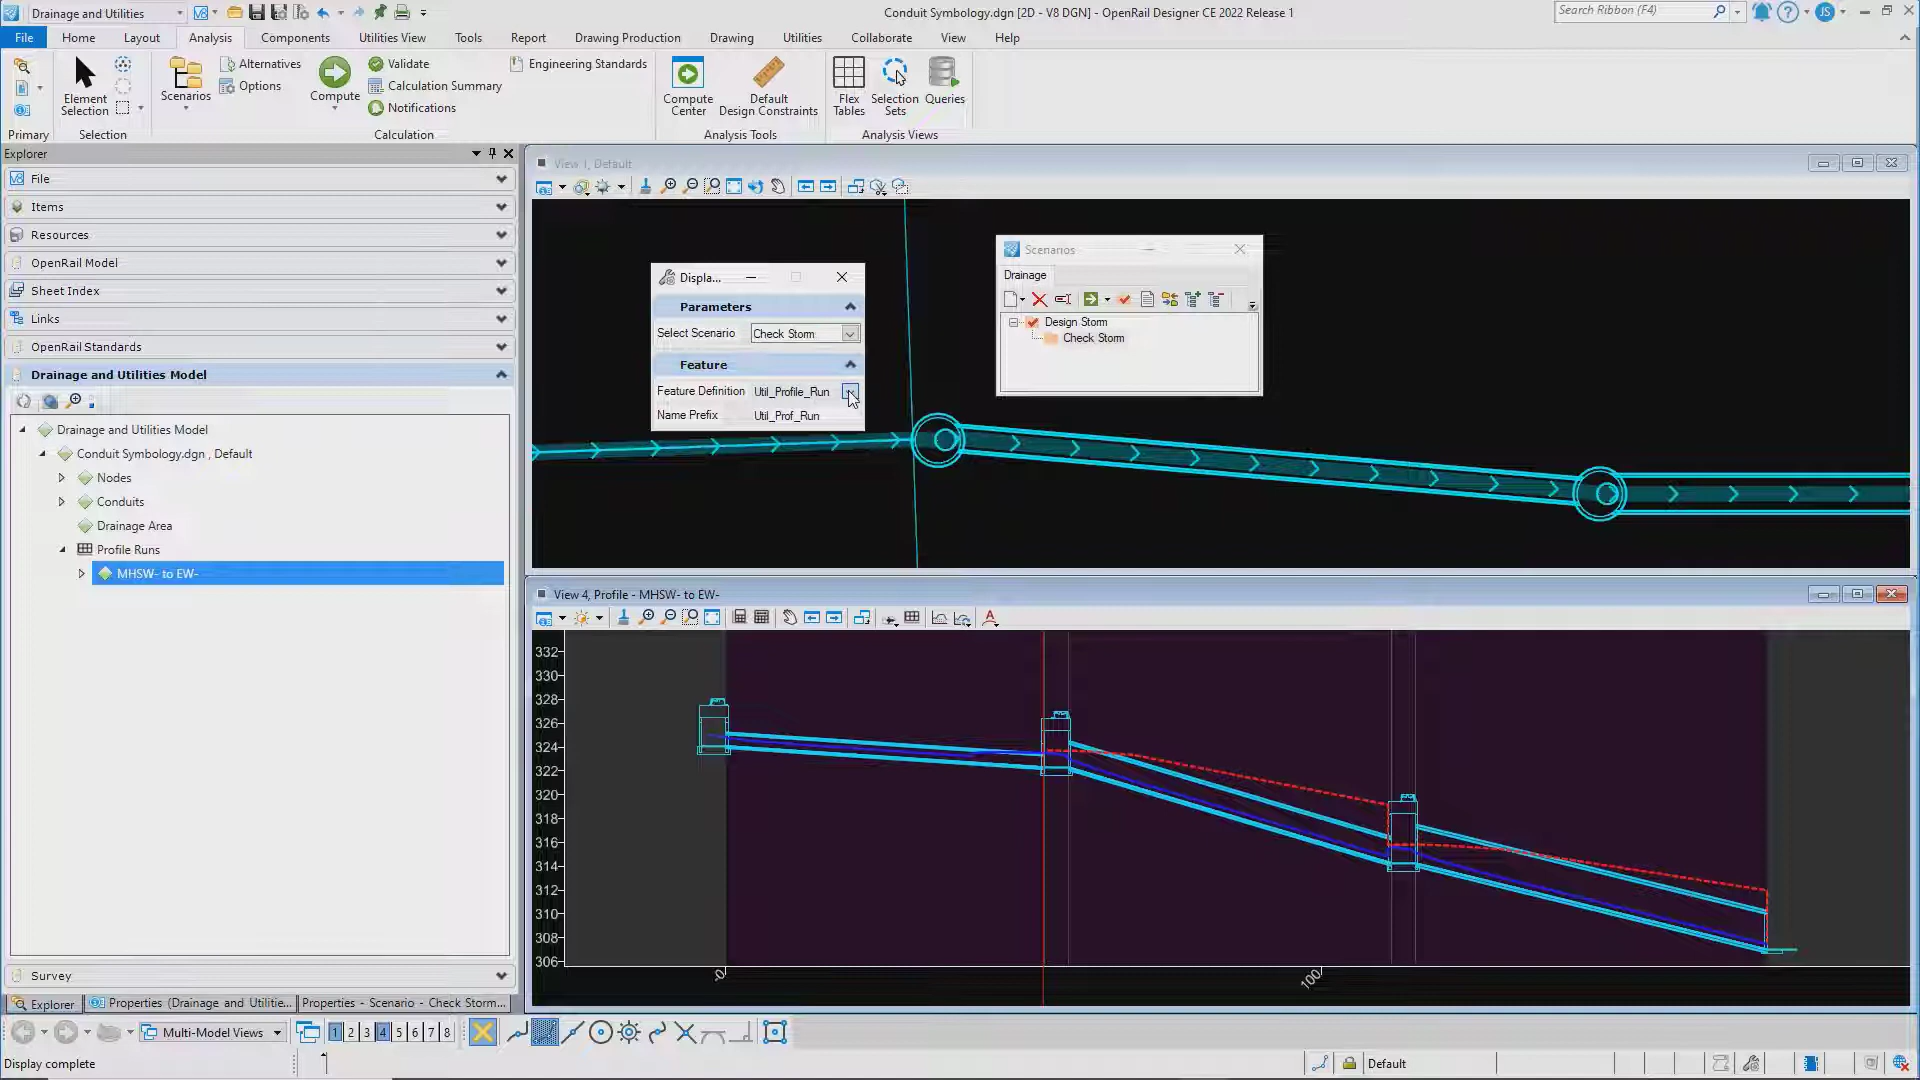 Drainage and Utilities
Conduit Symbology.dgn [2D - V8 DGN] - OpenRail Designer CE 2022 Release 1
Search Ribbon (F4)
JS
File
Home
Layout
Analysis
Components
Utilities View
Tools
Report
Drawing Production
Drawing
Utilities
Collaborate
View
Help
Element
Selection
Scenarios
Alternatives
Options
Compute
Validate
Calculation Summary
Notifications
Engineering Standards
Compute
Center
Default
Design Constraints
Flex
Tables
Selection
Sets
Queries
Primary
Selection
Calculation
Analysis Tools
Analysis Views
Explorer
File
Items
Resources
OpenRail Model
Sheet Index
Links
OpenRail Standards
Drainage and Utilities Model
Drainage and Utilities Model
Conduit Symbology.dgn , Default
Nodes
Conduits
Drainage Area
Profile Runs
MHSW- to EW-
Survey
Explorer
Properties (Drainage and Utilitie...
Properties - Scenario - Check Storm...
View 1, Default
Displa...
Parameters
Select Scenario
Check Storm
Feature
Feature Definition
Util_Profile_Run
Name Prefix
Util_Prof_Run
Scenarios
Drainage
Design Storm
Check Storm
View 4, Profile - MHSW- to EW-
332
330
328
326
324
322
320
318
316
314
312
310
308
306
-0
100
Multi-Model Views
1 2 3 4 5 6 7 8
Display complete
Default